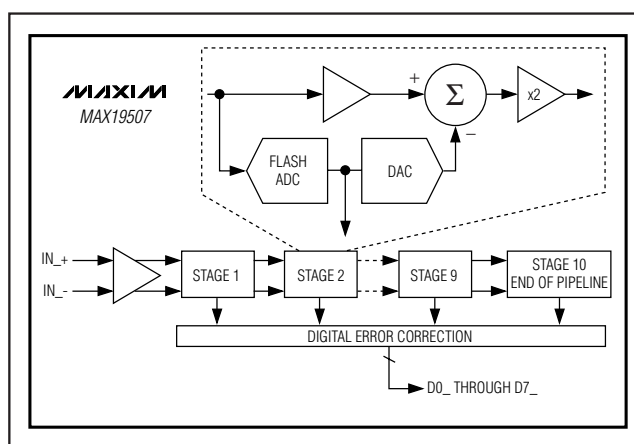 MAXIM
MAX19507
+
Σ
x2
−
FLASH
ADC
DAC
IN_+
IN_-
STAGE 1
STAGE 2
STAGE 9
STAGE 10
END OF PIPELINE
DIGITAL ERROR CORRECTION
D0_ THROUGH D7_